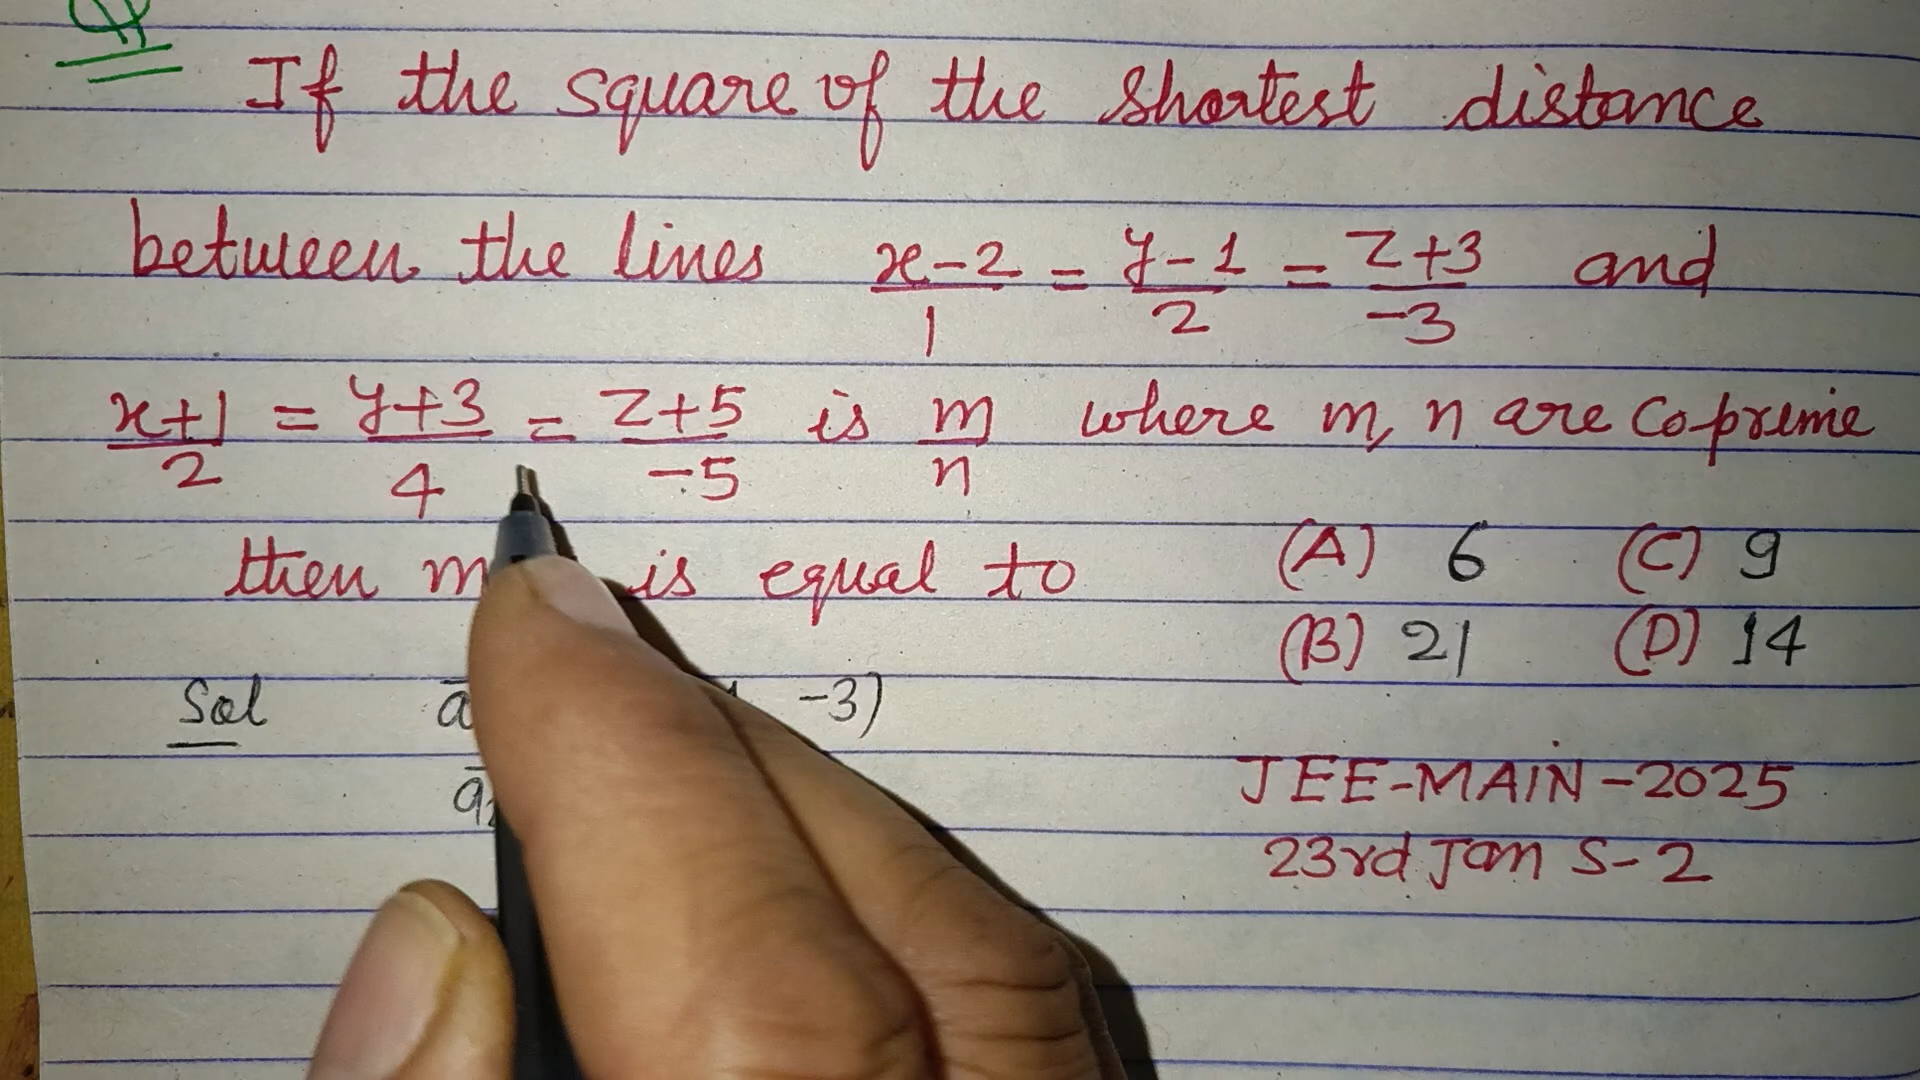 If the square of the shortest distance
between the lines x-2/1 = y-1/2 = z+3/-3 and
x+1/2 = y+3/4 = z+5/-5 is m/n where m, n are coprime
then m is equal to
(A) 6 (C) 9
(B) 21 (D) 14
Sol a -3)
JEE-MAIN-2025
23rd Jan S-2